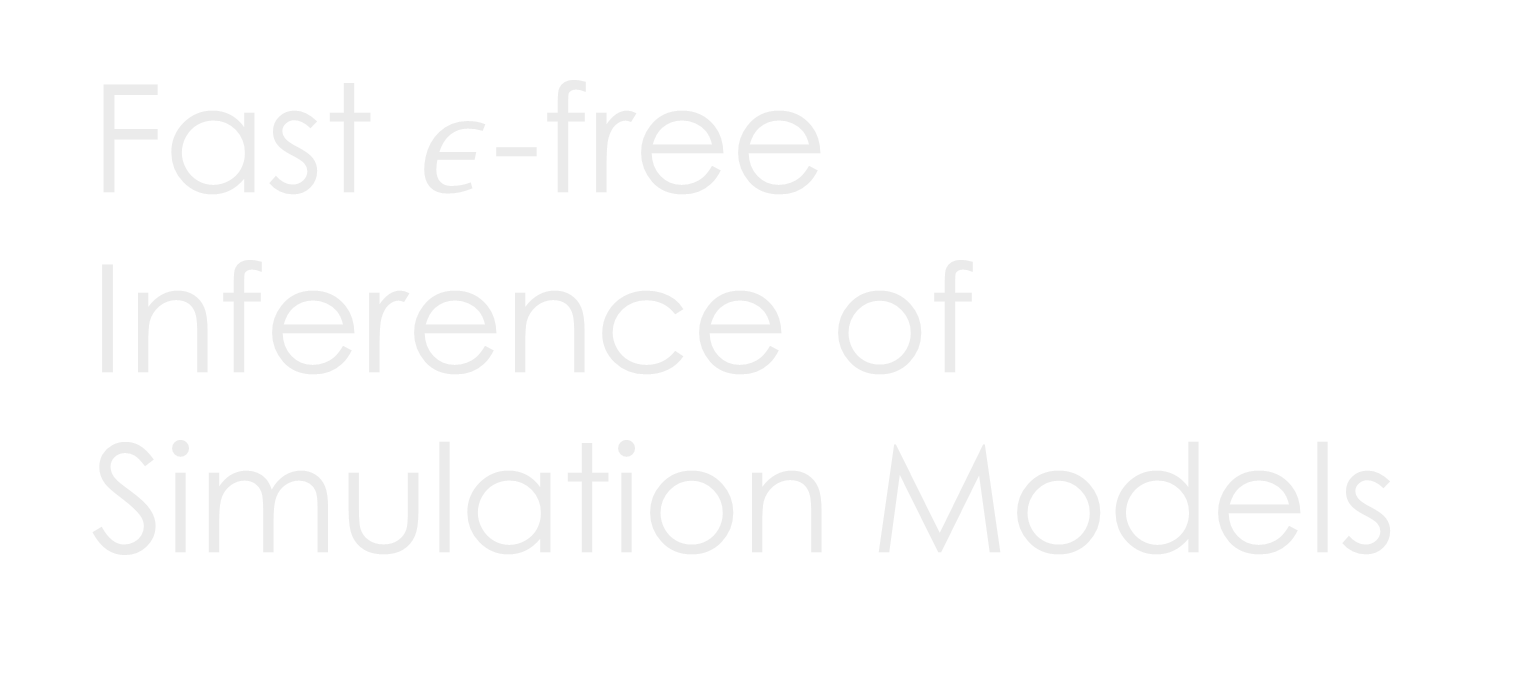 Fast ϵ-free
Inference of
Simulation Models